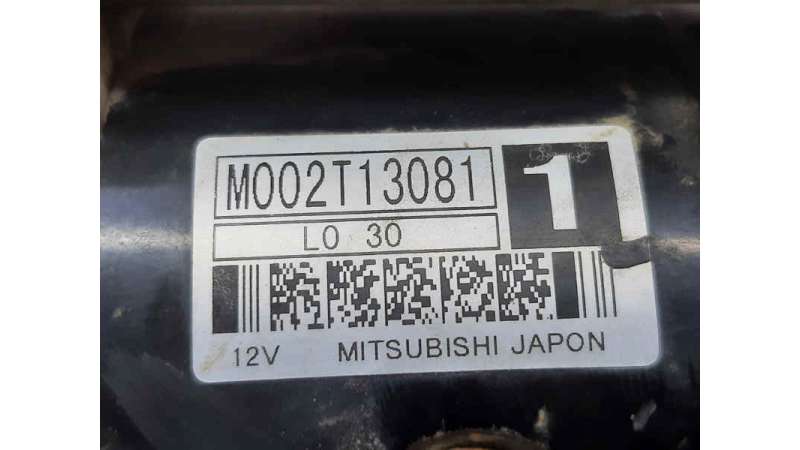 M002T13081
1
L0 30
12V MITSUBISHI JAPON